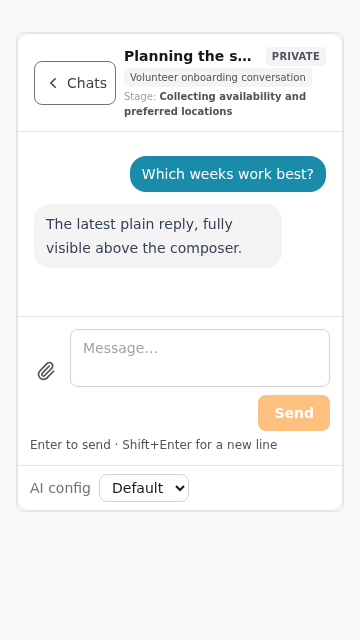 Chats
Planning the s...
PRIVATE
Volunteer onboarding conversation
Stage: Collecting availability and
preferred locations
Which weeks work best?
The latest plain reply, fully
visible above the composer.
Message...
Send
Enter to send · Shift+Enter for a new line
AI config
Default